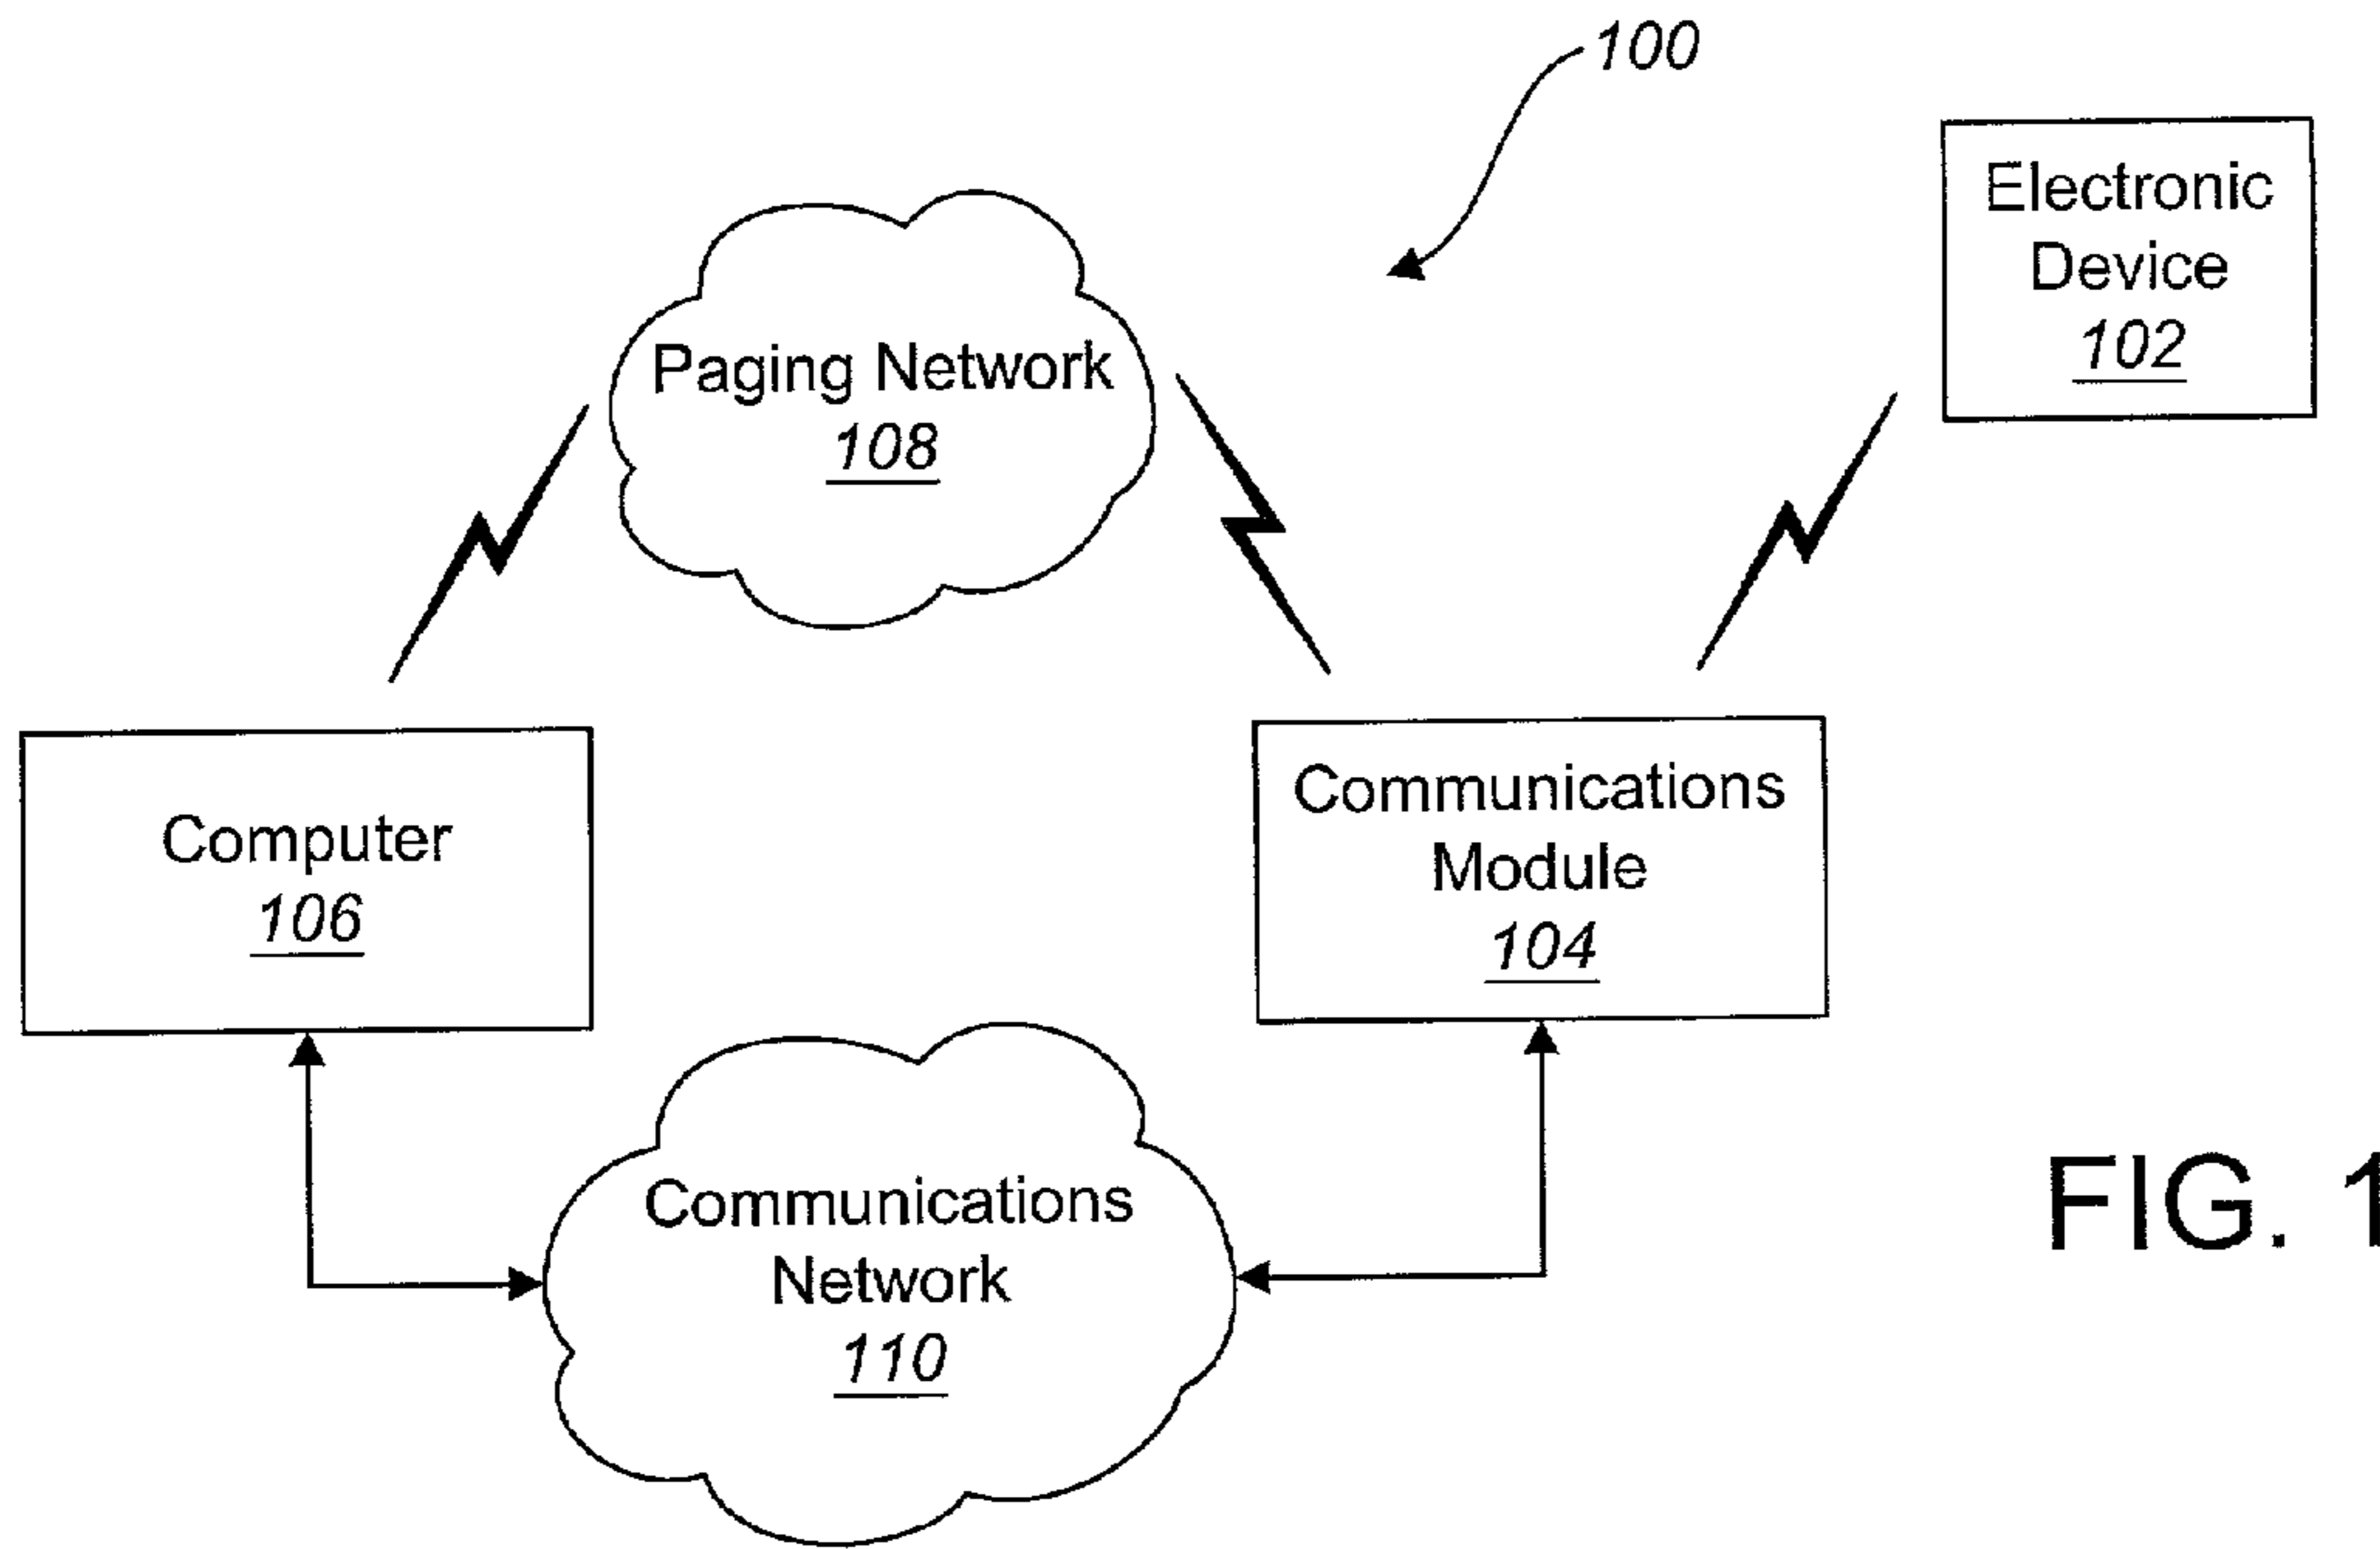 100
Electronic
Device
102
Paging Network
108
Computer
106
Communications
Module
104
Communications
Network
110
FIG. 1